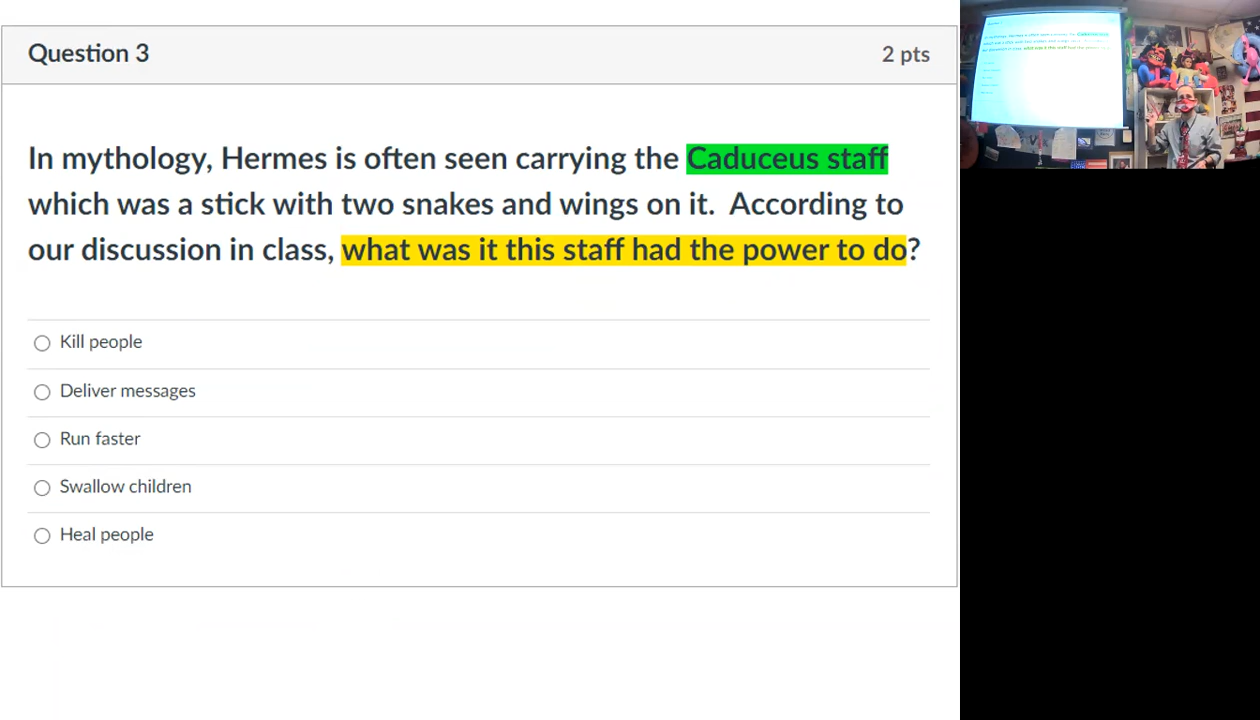 Question 3
2 pts
In mythology, Hermes is often seen carrying the Caduceus staff
which was a stick with two snakes and wings on it.  According to
our discussion in class, what was it this staff had the power to do?
Kill people
Deliver messages
Run faster
Swallow children
Heal people